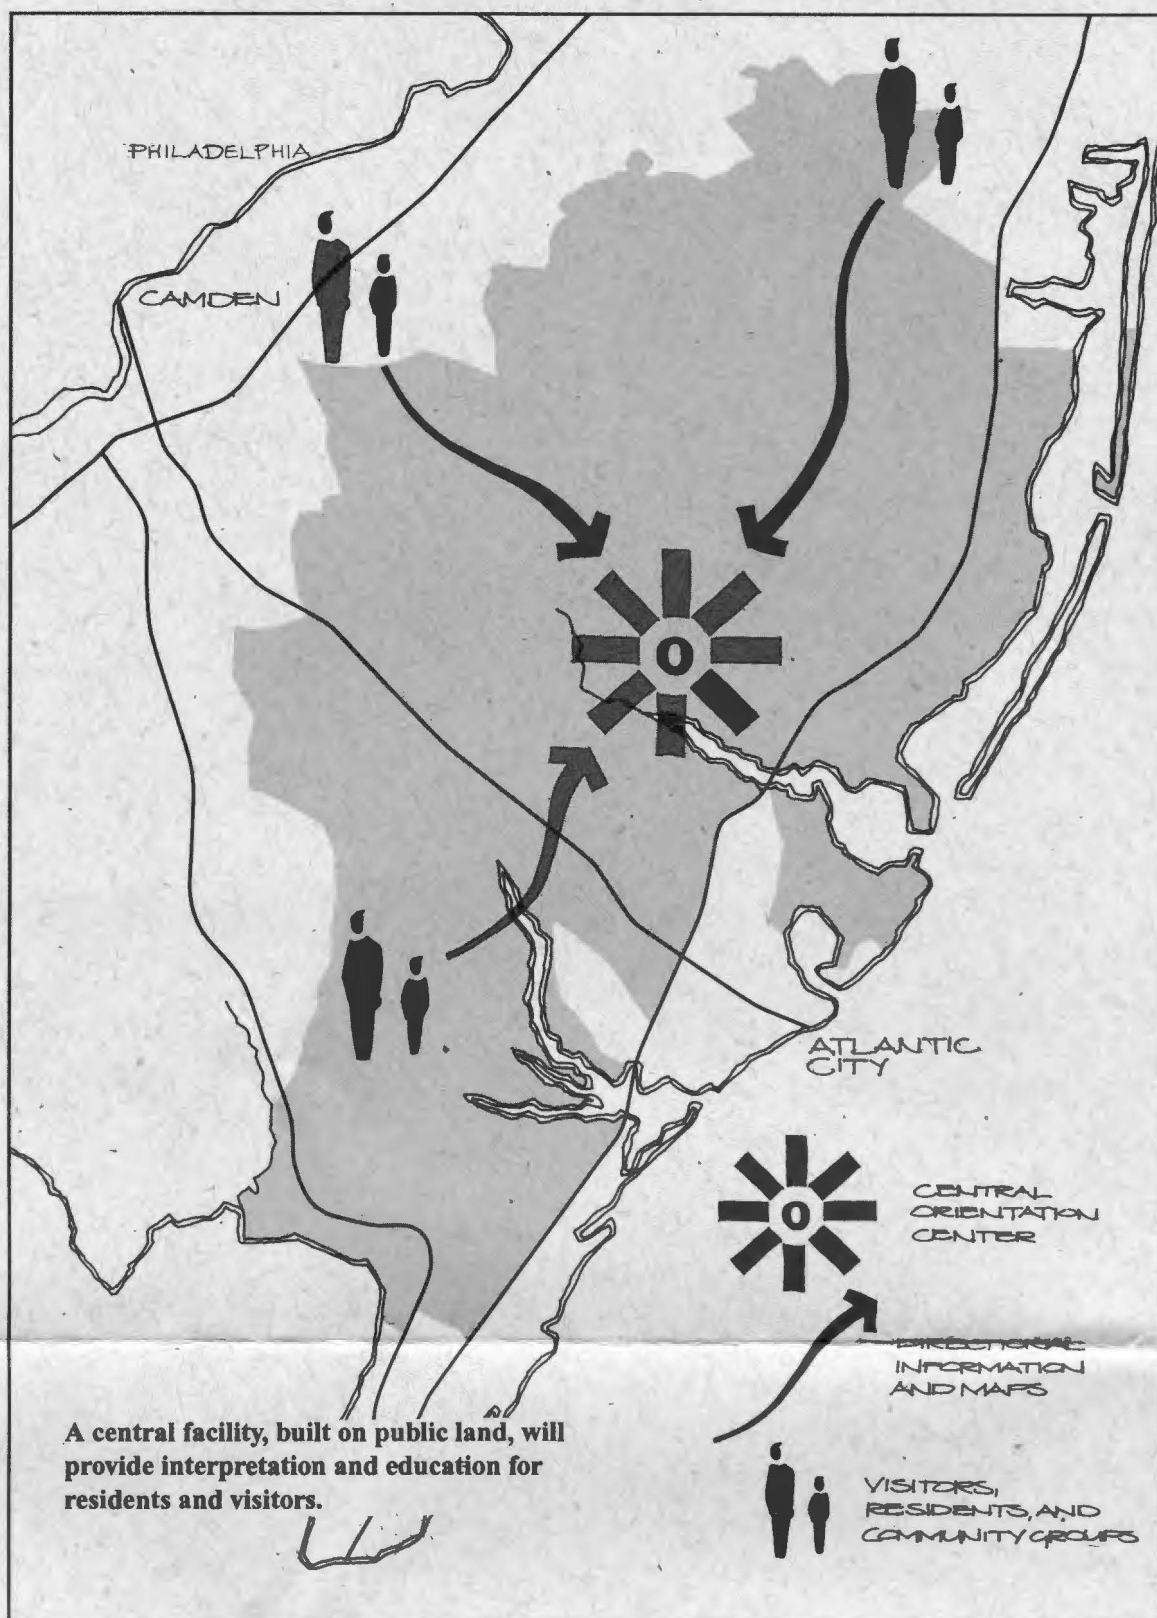 PHILADELPHIA
CAMDEN
O
ATLANTIC
CITY
O
CENTRAL
ORIENTATION
CENTER
DIRECTIONAL
INFORMATION
AND MAPS
A central facility, built on public land, will
provide interpretation and education for
residents and visitors.
VISITORS,
RESIDENTS, AND
COMMUNITY GROUPS